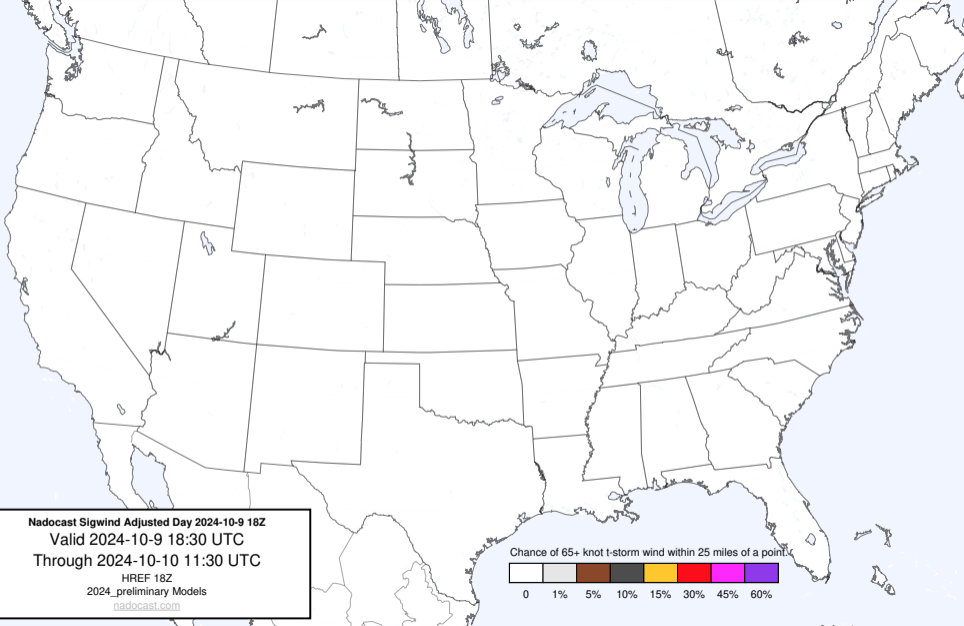 Nadocast Sigwind Adjusted Day 2024-10-9 18Z
Valid 2024-10-9 18:30 UTC
Through 2024-10-10 11:30 UTC
HREF 18Z
2024_preliminary Models
nadocast.com
Chance of 65+ knot t-storm wind within 25 miles of a point.
0 1% 5% 10% 15% 30% 45% 60%